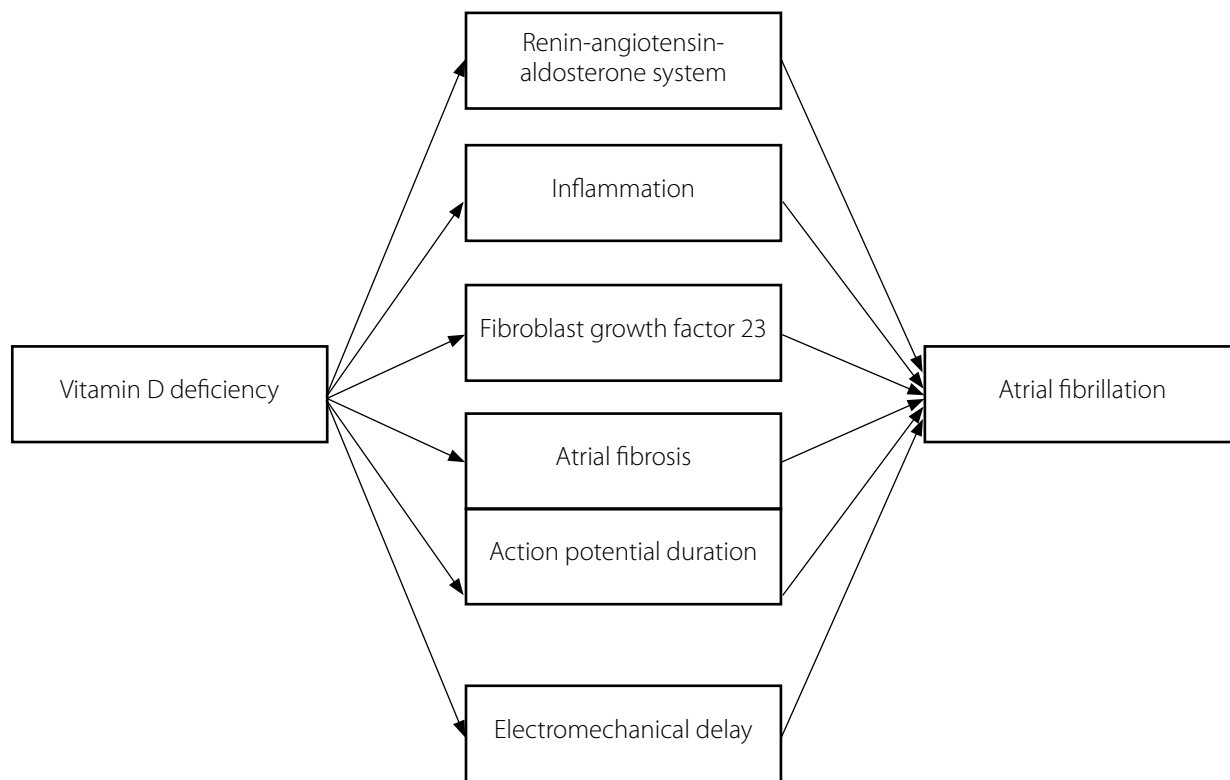 Renin-angiotensin-
aldosterone system
Inflammation
Fibroblast growth factor 23
Vitamin D deficiency
Atrial fibrillation
Atrial fibrosis
Action potential duration
Electromechanical delay